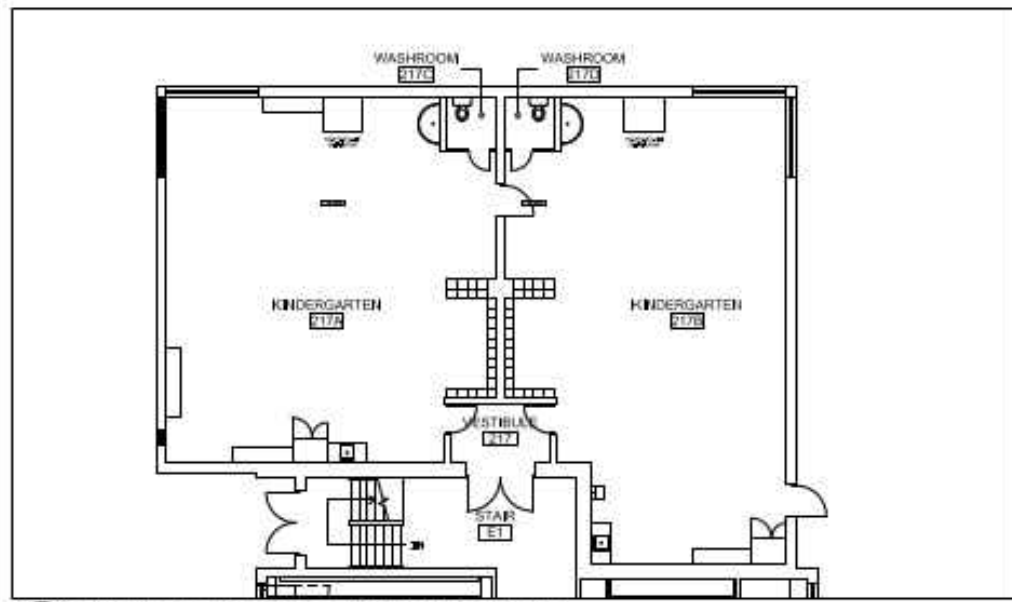 WASHROOM
217C
WASHROOM
217D
KINDERGARTEN
217A
KINDERGARTEN
217B
VESTIBULE
217
STAIR
E1